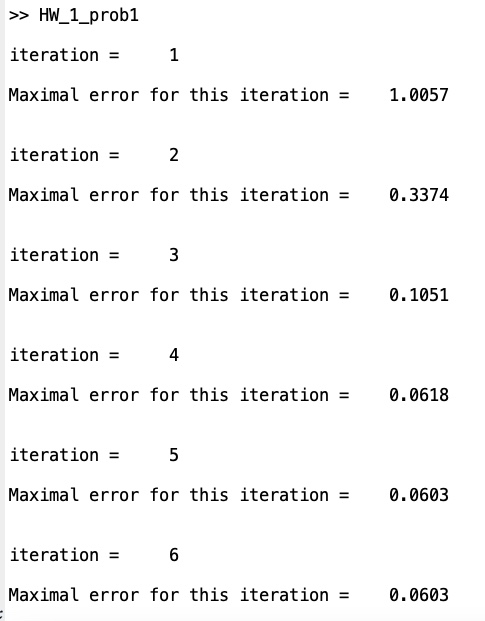 >> HW_1_prob1
iteration =     1
Maximal error for this iteration =    1.0057
iteration =     2
Maximal error for this iteration =    0.3374
iteration =     3
Maximal error for this iteration =    0.1051
iteration =     4
Maximal error for this iteration =    0.0618
iteration =     5
Maximal error for this iteration =    0.0603
iteration =     6
Maximal error for this iteration =    0.0603